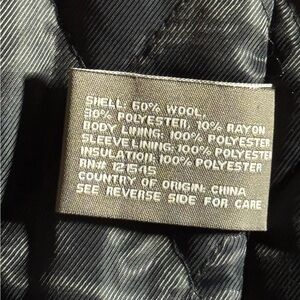 SHELL: 60% WOOL,
30% POLYESTER, 10% RAYON
BODY LINING: 100% POLYESTER
SLEEVE LINING: 100% POLYESTE
INSULATION: 100% POLYESTER
RN# 121545
COUNTRY OF ORIGIN: CHINA
SEE REVERSE SIDE FOR CARE